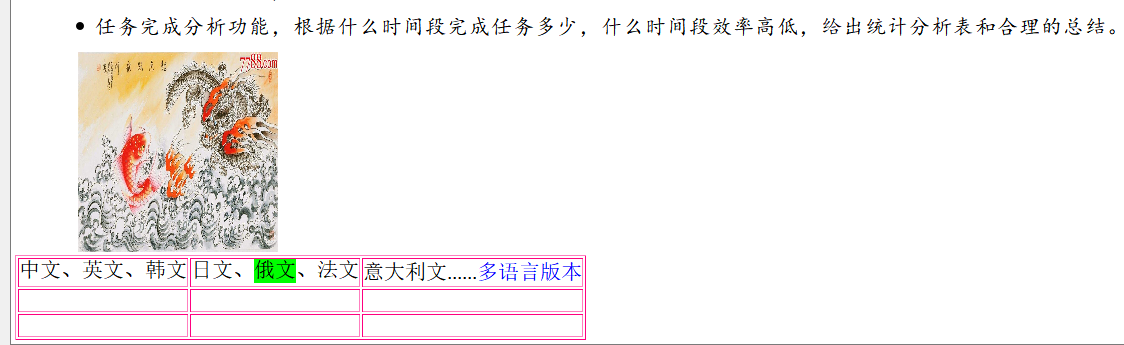 任务完成分析功能，根据什么时间段完成任务多少，什么时间段效率高低，给出统计分析表和合理的总结。
7788.com
中文、英文、韩文 日文、俄文、法文 意大利文......多语言版本